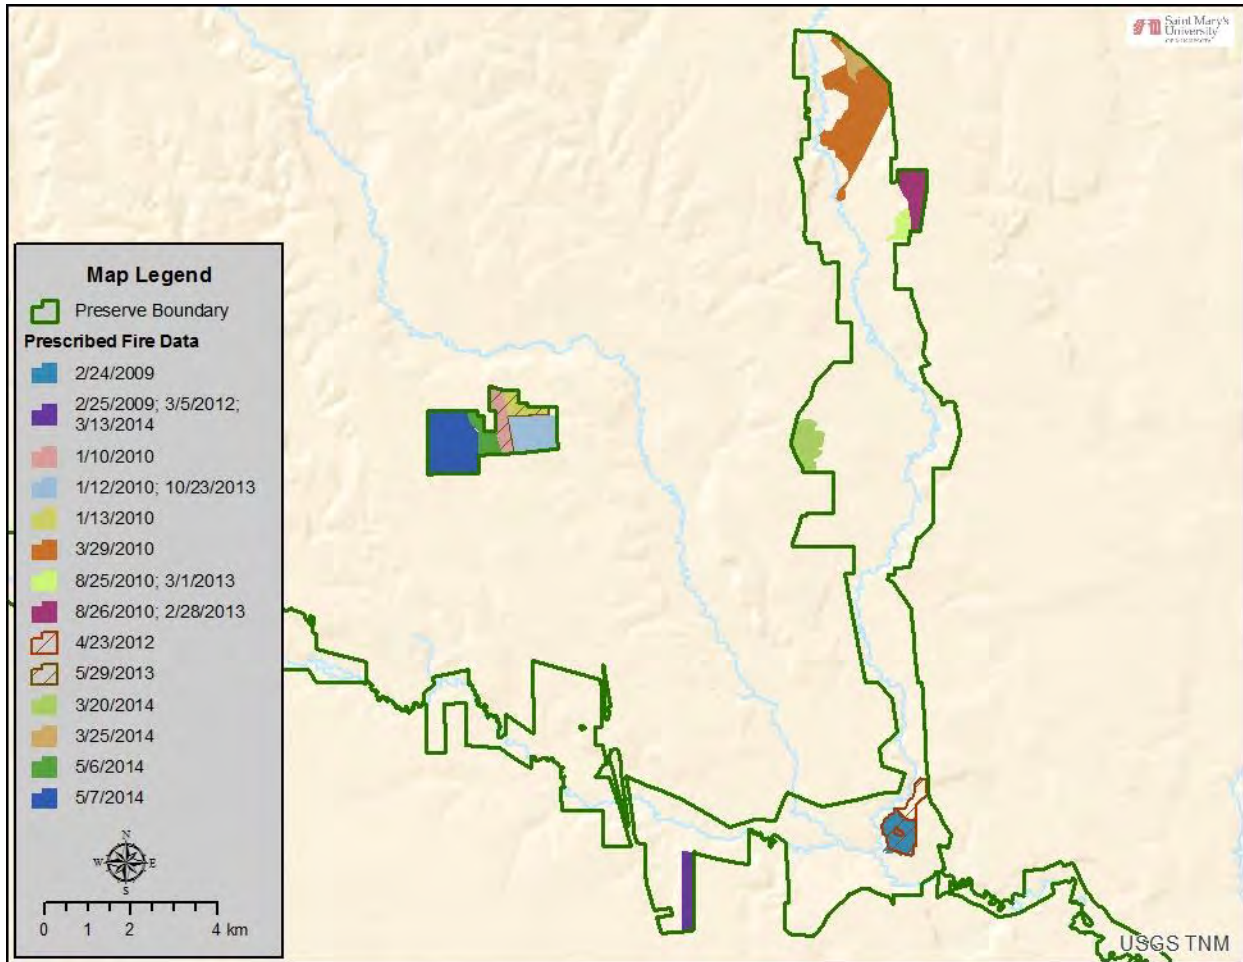 Saint Mary's
University
Map Legend
Preserve Boundary
Prescribed Fire Data
2/24/2009
2/25/2009; 3/5/2012;
3/13/2014
1/10/2010
1/12/2010; 10/23/2013
1/13/2010
3/29/2010
8/25/2010; 3/1/2013
8/26/2010; 2/28/2013
4/23/2012
5/29/2013
3/20/2014
3/25/2014
5/6/2014
5/7/2014
N
W E
S
0 1 2 4 km
USGS TNM